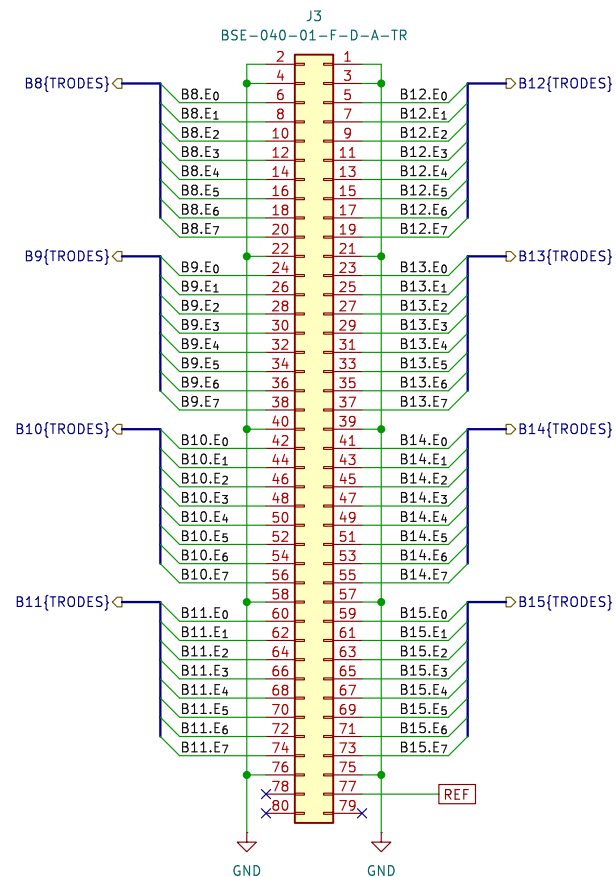 J3
BSE-040-01-F-D-A-TR
2 1
B8{TRODES} 4 3 B12{TRODES}
B8.E0 6 5 B12.E0
B8.E1 8 7 B12.E1
B8.E2 10 9 B12.E2
B8.E3 12 11 B12.E3
B8.E4 14 13 B12.E4
B8.E5 16 15 B12.E5
B8.E6 18 17 B12.E6
B8.E7 20 19 B12.E7
B9{TRODES} 22 21 B13{TRODES}
B9.E0 24 23 B13.E0
B9.E1 26 25 B13.E1
B9.E2 28 27 B13.E2
B9.E3 30 29 B13.E3
B9.E4 32 31 B13.E4
B9.E5 34 33 B13.E5
B9.E6 36 35 B13.E6
B9.E7 38 37 B13.E7
B10{TRODES} 40 39 B14{TRODES}
B10.E0 42 41 B14.E0
B10.E1 44 43 B14.E1
B10.E2 46 45 B14.E2
B10.E3 48 47 B14.E3
B10.E4 50 49 B14.E4
B10.E5 52 51 B14.E5
B10.E6 54 53 B14.E6
B10.E7 56 55 B14.E7
B11{TRODES} 58 57 B15{TRODES}
B11.E0 60 59 B15.E0
B11.E1 62 61 B15.E1
B11.E2 64 63 B15.E2
B11.E3 66 65 B15.E3
B11.E4 68 67 B15.E4
B11.E5 70 69 B15.E5
B11.E6 72 71 B15.E6
B11.E7 74 73 B15.E7
76 75
78 77 REF
80 79
GND GND